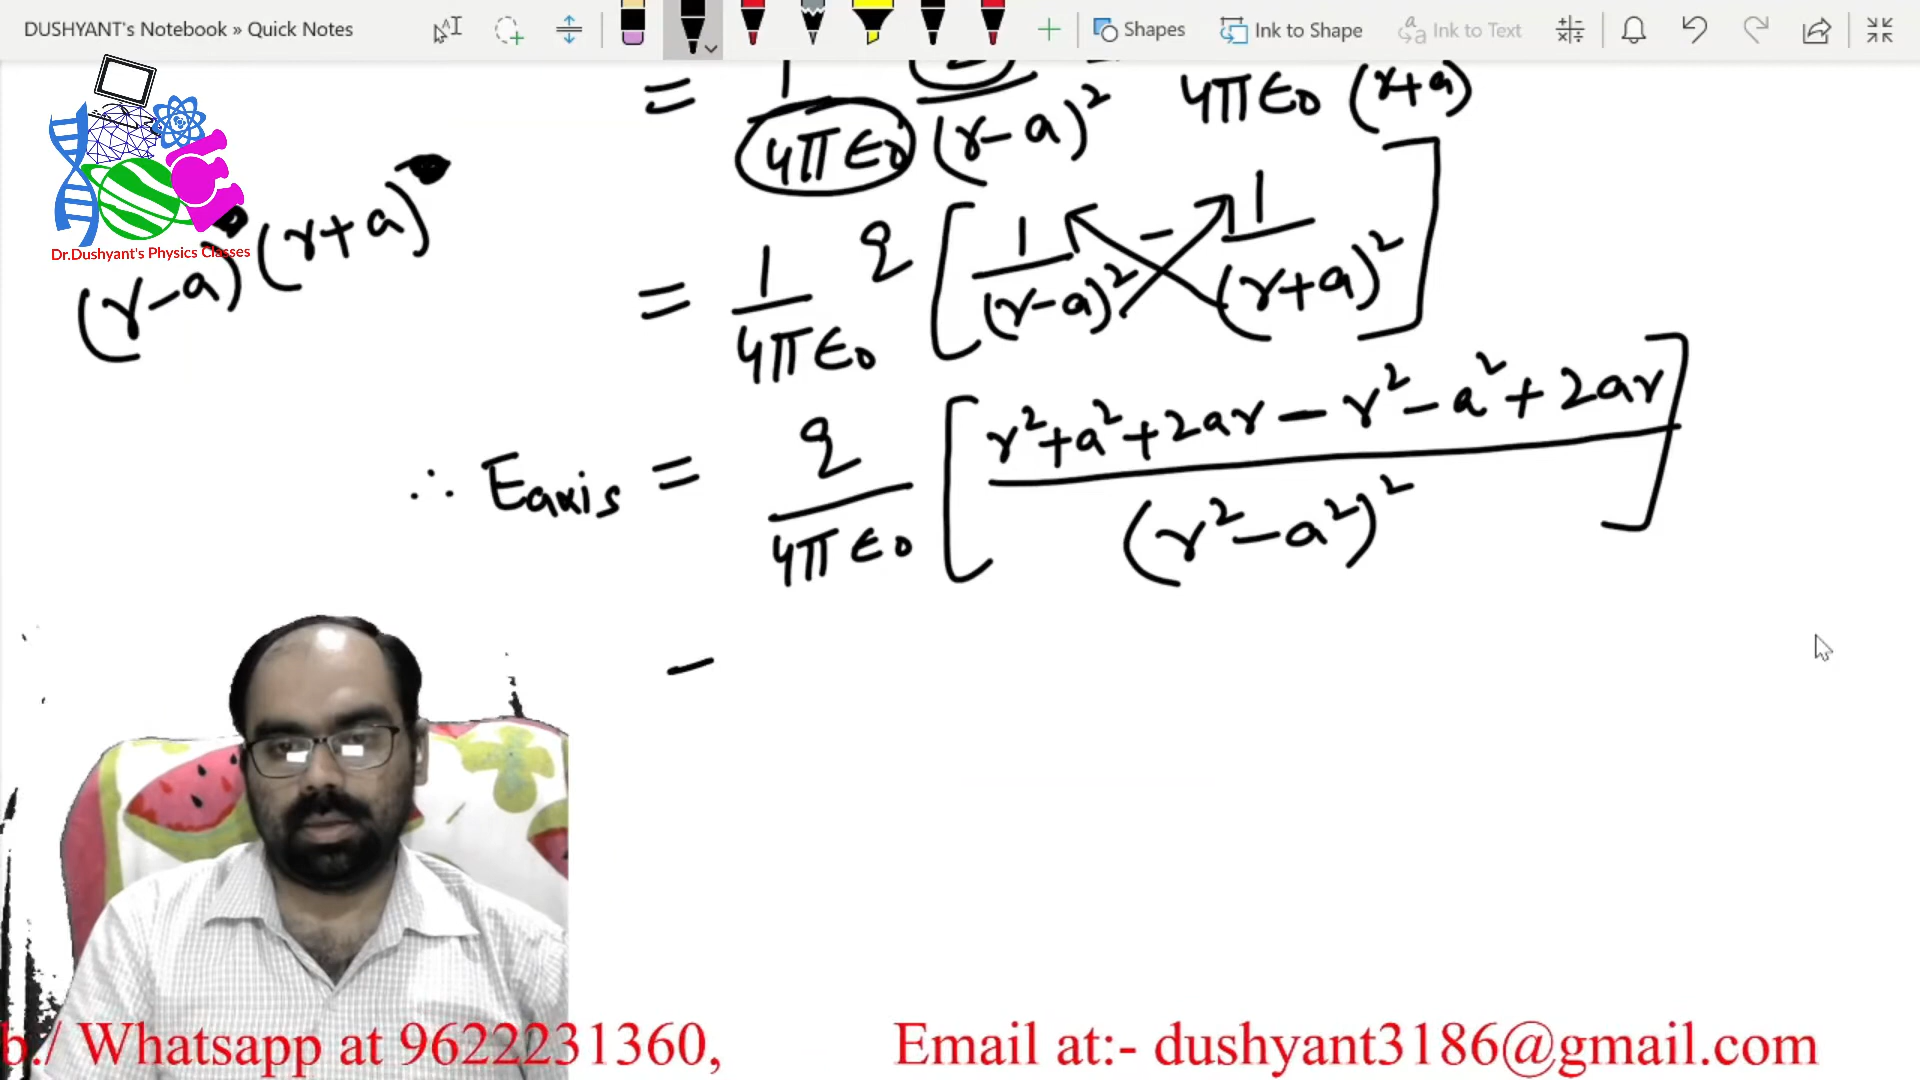 DUSHYANT's Notebook » Quick Notes
Shapes
Ink to Shape
Ink to Text
Dr.Dushyant's Physics Classes
= 1/4πϵ0 /(r-a)² 4πϵ0 (r+a)
(r-a)(r+a)
= 1/4πϵ0 q [1/(r-a)² - 1/(r+a)²]
∴ Eaxis = q/4πϵ0 [r²+a²+2ar - r²-a²+2ar/(r²-a²)²]
-
b./ Whatsapp at 9622231360,
Email at:- dushyant3186@gmail.com